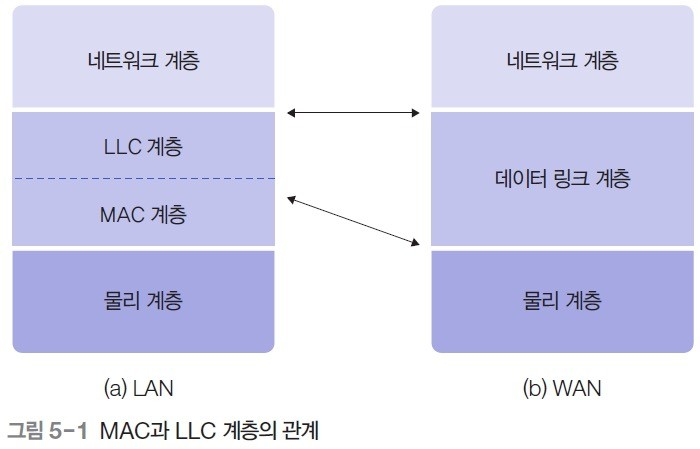 네트워크 계층
네트워크 계층
LLC 계층
데이터 링크 계층
MAC 계층
물리 계층
물리 계층
(a) LAN
(b) WAN
그림 5-1 MAC과 LLC 계층의 관계